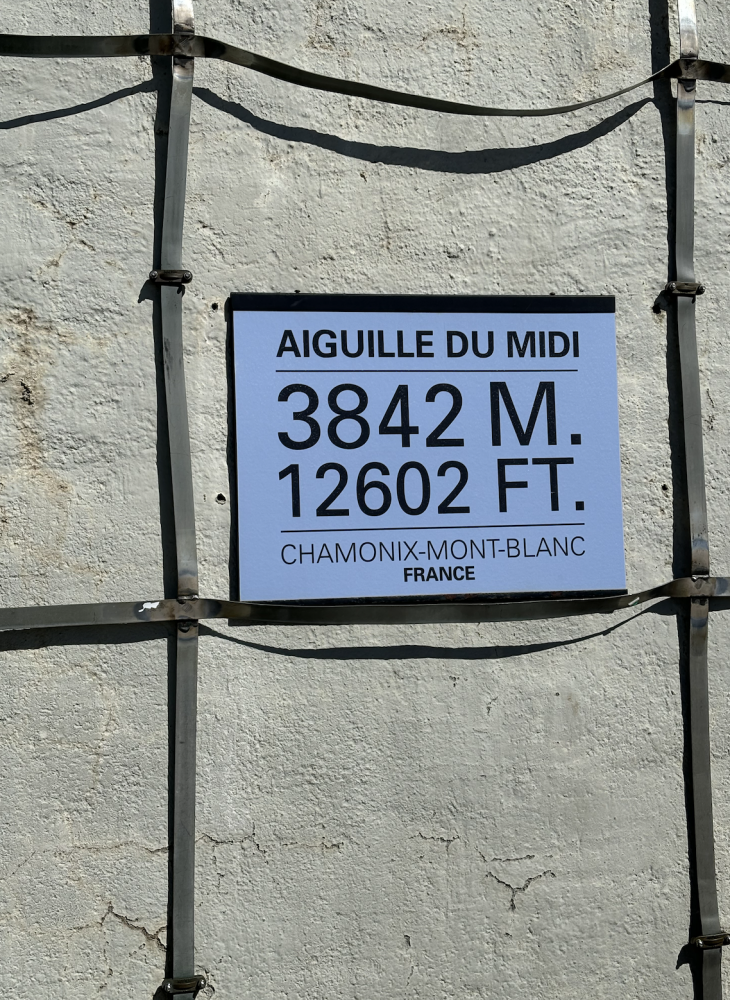 AIGUILLE DU MIDI
3842 M.
12602 FT.
CHAMONIX-MONT-BLANC
FRANCE